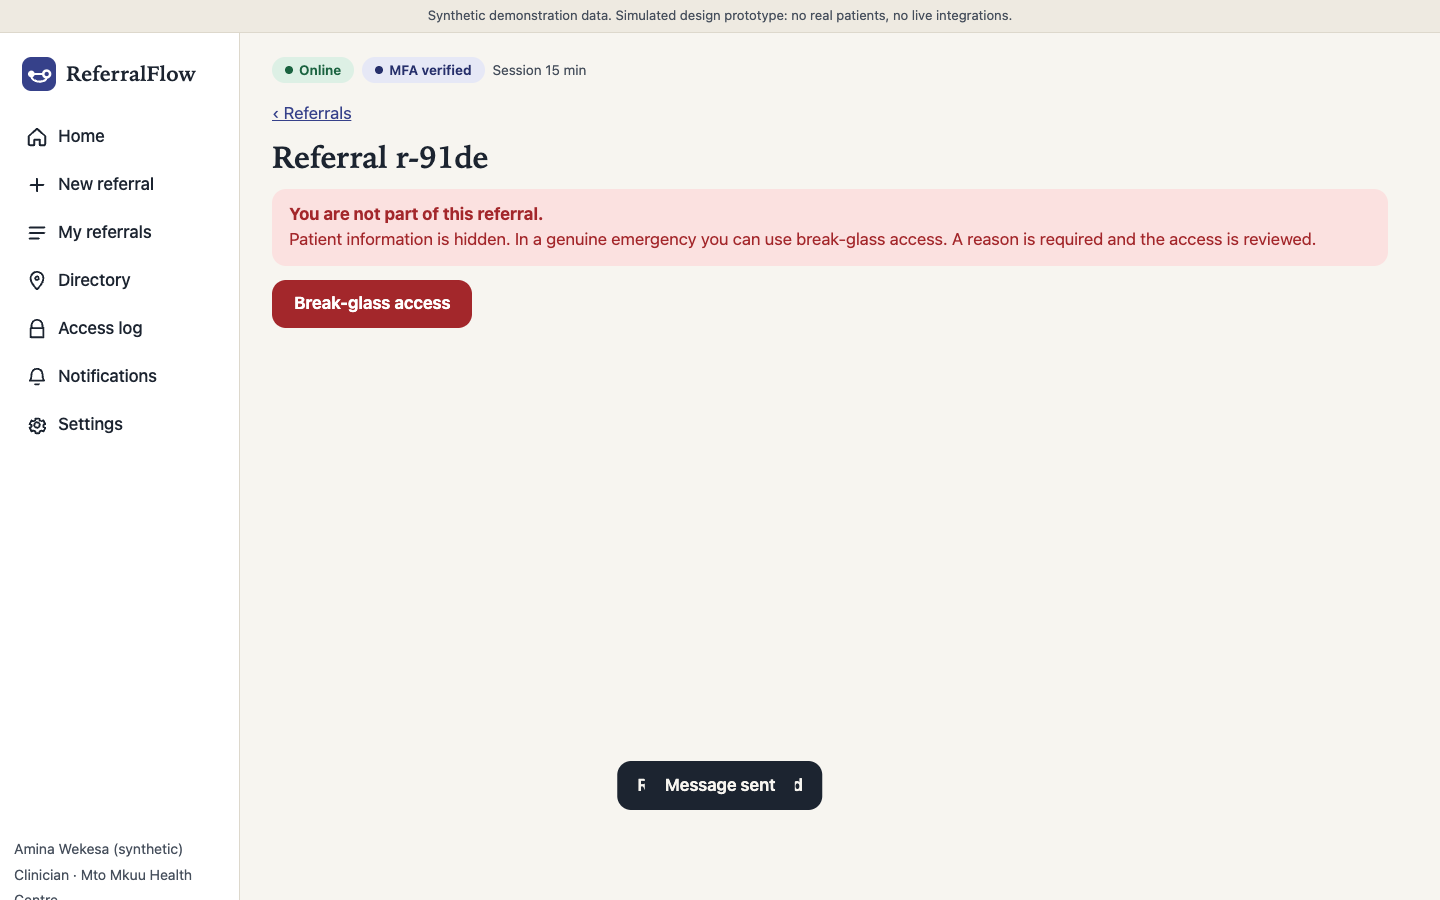 Synthetic demonstration data. Simulated design prototype: no real patients, no live integrations.
ReferralFlow
Home
New referral
My referrals
Directory
Access log
Notifications
Settings
Amina Wekesa (synthetic)
Clinician · Mto Mkuu Health
Centre
Online
MFA verified
Session 15 min
‹ Referrals
Referral r-91de
You are not part of this referral.
Patient information is hidden. In a genuine emergency you can use break-glass access. A reason is required and the access is reviewed.
Break-glass access
Message sent